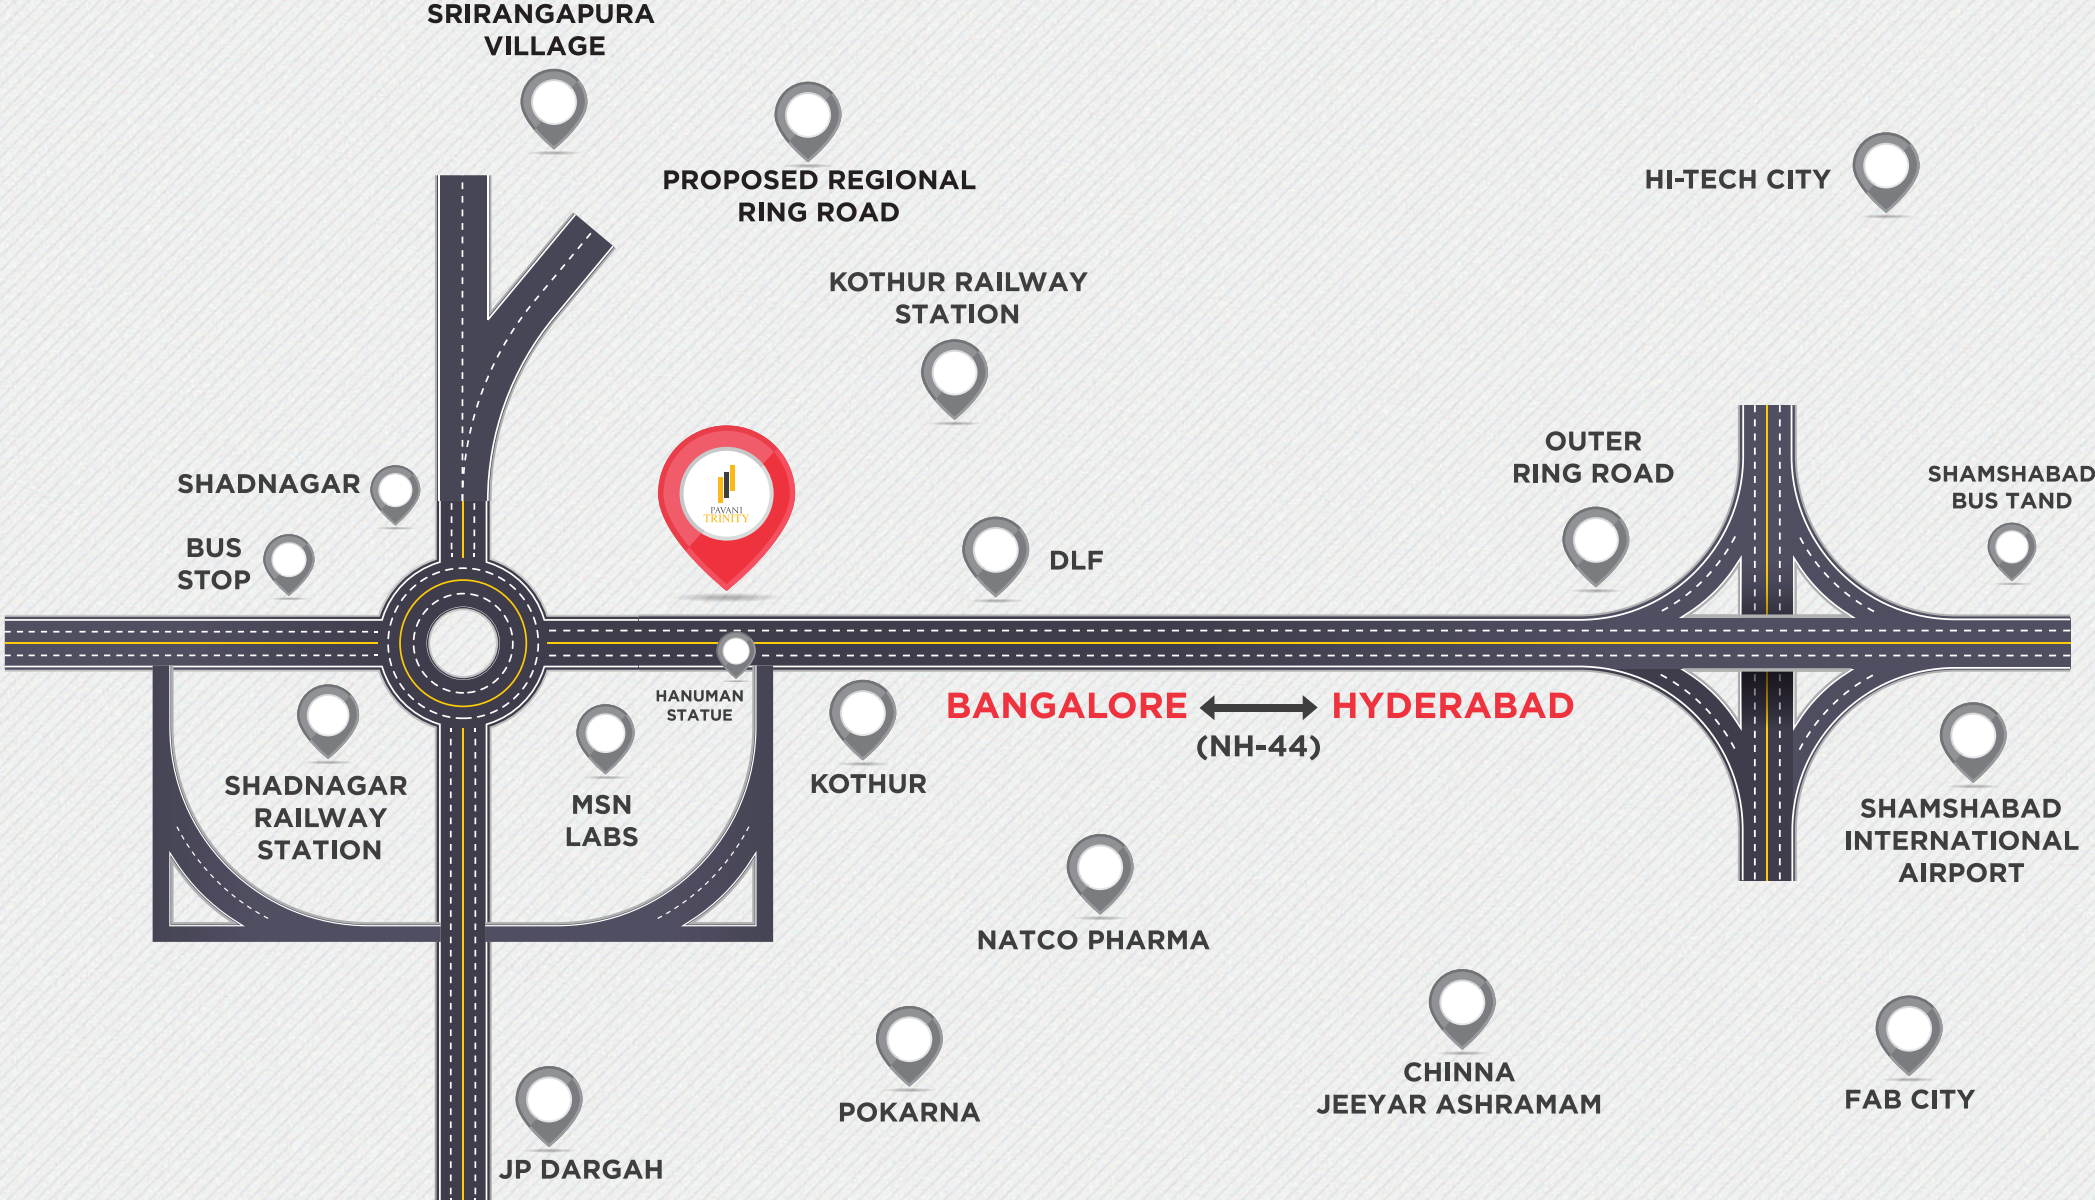 SRIRANGAPURA
VILLAGE
PROPOSED REGIONAL
RING ROAD
HI-TECH CITY
KOTHUR RAILWAY
STATION
OUTER
RING ROAD
SHAMSHABAD
BUS TAND
SHADNAGAR
PAVANI
TRINITY
BUS
STOP
DLF
HANUMAN
STATUE
BANGALORE HYDERABAD
(NH-44)
SHADNAGAR
RAILWAY
STATION
MSN
LABS
KOTHUR
SHAMSHABAD
INTERNATIONAL
AIRPORT
NATCO PHARMA
CHINNA
JEEYAR ASHRAMAM
FAB CITY
POKARNA
JP DARGAH